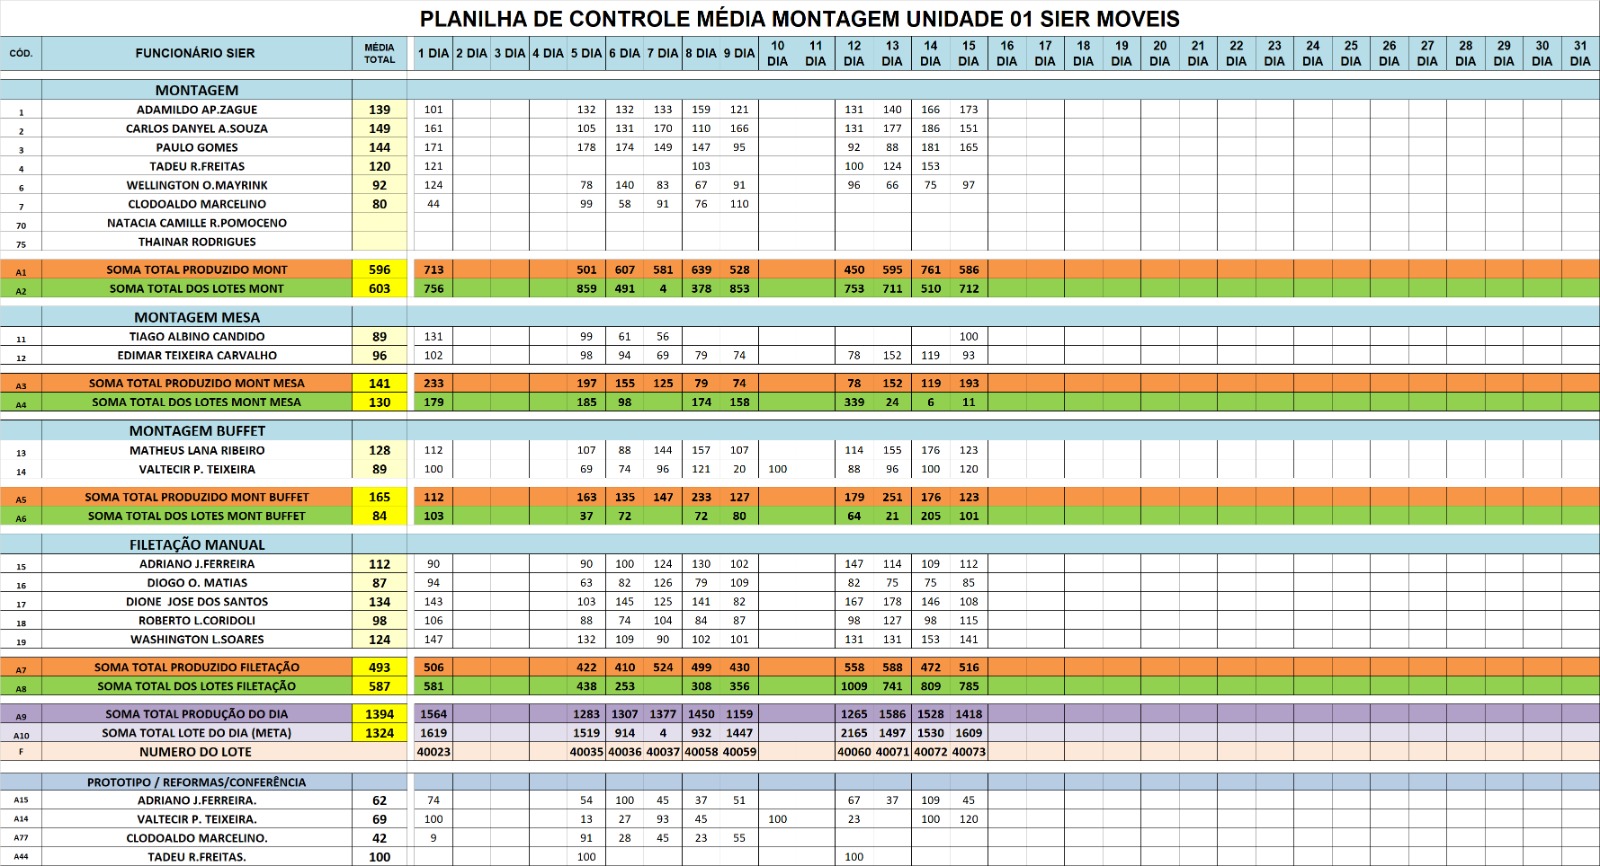 PLANILHA DE CONTROLE MÉDIA MONTAGEM UNIDADE 01 SIER MOVEIS
CÓD. FUNCIONÁRIO SIER MÉDIA TOTAL 1 DIA 2 DIA 3 DIA 4 DIA 5 DIA 6 DIA 7 DIA 8 DIA 9 DIA 10 DIA 11 DIA 12 DIA 13 DIA 14 DIA 15 DIA 16 DIA 17 DIA 18 DIA 19 DIA 20 DIA 21 DIA 22 DIA 23 DIA 24 DIA 25 DIA 26 DIA 27 DIA 28 DIA 29 DIA 30 DIA 31 DIA
MONTAGEM
1 ADAMILDO AP.ZAGUE 139 101 132 132 133 159 121 131 140 166 173
2 CARLOS DANYEL A.SOUZA 149 161 105 131 170 110 166 131 177 186 151
3 PAULO GOMES 144 171 178 174 149 147 95 92 88 181 165
4 TADEU R.FREITAS 120 121 103 100 124 153
6 WELLINGTON O.MAYRINK 92 124 78 140 83 67 91 96 66 75 97
7 CLODOALDO MARCELINO 80 44 99 58 91 76 110
70 NATACIA CAMILLE R.POMOCENO
75 THAINAR RODRIGUES
A1 SOMA TOTAL PRODUZIDO MONT 596 713 501 607 581 639 528 450 595 761 586
A2 SOMA TOTAL DOS LOTES MONT 603 756 859 491 4 378 853 753 711 510 712
MONTAGEM MESA
11 TIAGO ALBINO CANDIDO 89 131 99 61 56 100
12 EDIMAR TEIXEIRA CARVALHO 96 102 98 94 69 79 74 78 152 119 93
A3 SOMA TOTAL PRODUZIDO MONT MESA 141 233 197 155 125 79 74 78 152 119 193
A4 SOMA TOTAL DOS LOTES MONT MESA 130 179 185 98 174 158 339 24 6 11
MONTAGEM BUFFET
13 MATHEUS LANA RIBEIRO 128 112 107 88 144 157 107 114 155 176 123
14 VALTECIR P. TEIXEIRA 89 100 69 74 96 121 20 100 88 96 100 120
A5 SOMA TOTAL PRODUZIDO MONT BUFFET 165 112 163 135 147 233 127 179 251 176 123
A6 SOMA TOTAL DOS LOTES MONT BUFFET 84 103 37 72 72 80 64 21 205 101
FILETAÇÃO MANUAL
15 ADRIANO J.FERREIRA 112 90 90 100 124 130 102 147 114 109 112
16 DIOGO O. MATIAS 87 94 63 82 126 79 109 82 75 75 85
17 DIONE JOSE DOS SANTOS 134 143 103 145 125 141 82 167 178 146 108
18 ROBERTO L.CORIDOLI 98 106 88 74 104 84 87 98 127 98 115
19 WASHINGTON L.SOARES 124 147 132 109 90 102 101 131 131 153 141
A7 SOMA TOTAL PRODUZIDO FILETAÇÃO 493 506 422 410 524 499 430 558 588 472 516
A8 SOMA TOTAL DOS LOTES FILETAÇÃO 587 581 438 253 308 356 1009 741 809 785
A9 SOMA TOTAL PRODUÇÃO DO DIA 1394 1564 1283 1307 1377 1450 1159 1265 1586 1528 1418
A10 SOMA TOTAL LOTE DO DIA (META) 1324 1619 1519 914 4 932 1447 2165 1497 1530 1609
F NUMERO DO LOTE 40023 40035 40036 40037 40058 40059 40060 40071 40072 40073
PROTOTIPO / REFORMAS/CONFERÊNCIA
A15 ADRIANO J.FERREIRA. 62 74 54 100 45 37 51 67 37 109 45
A14 VALTECIR P. TEIXEIRA. 69 100 13 27 93 45 100 23 100 120
A77 CLODOALDO MARCELINO. 42 9 91 28 45 23 55
A44 TADEU R.FREITAS. 100 100 100